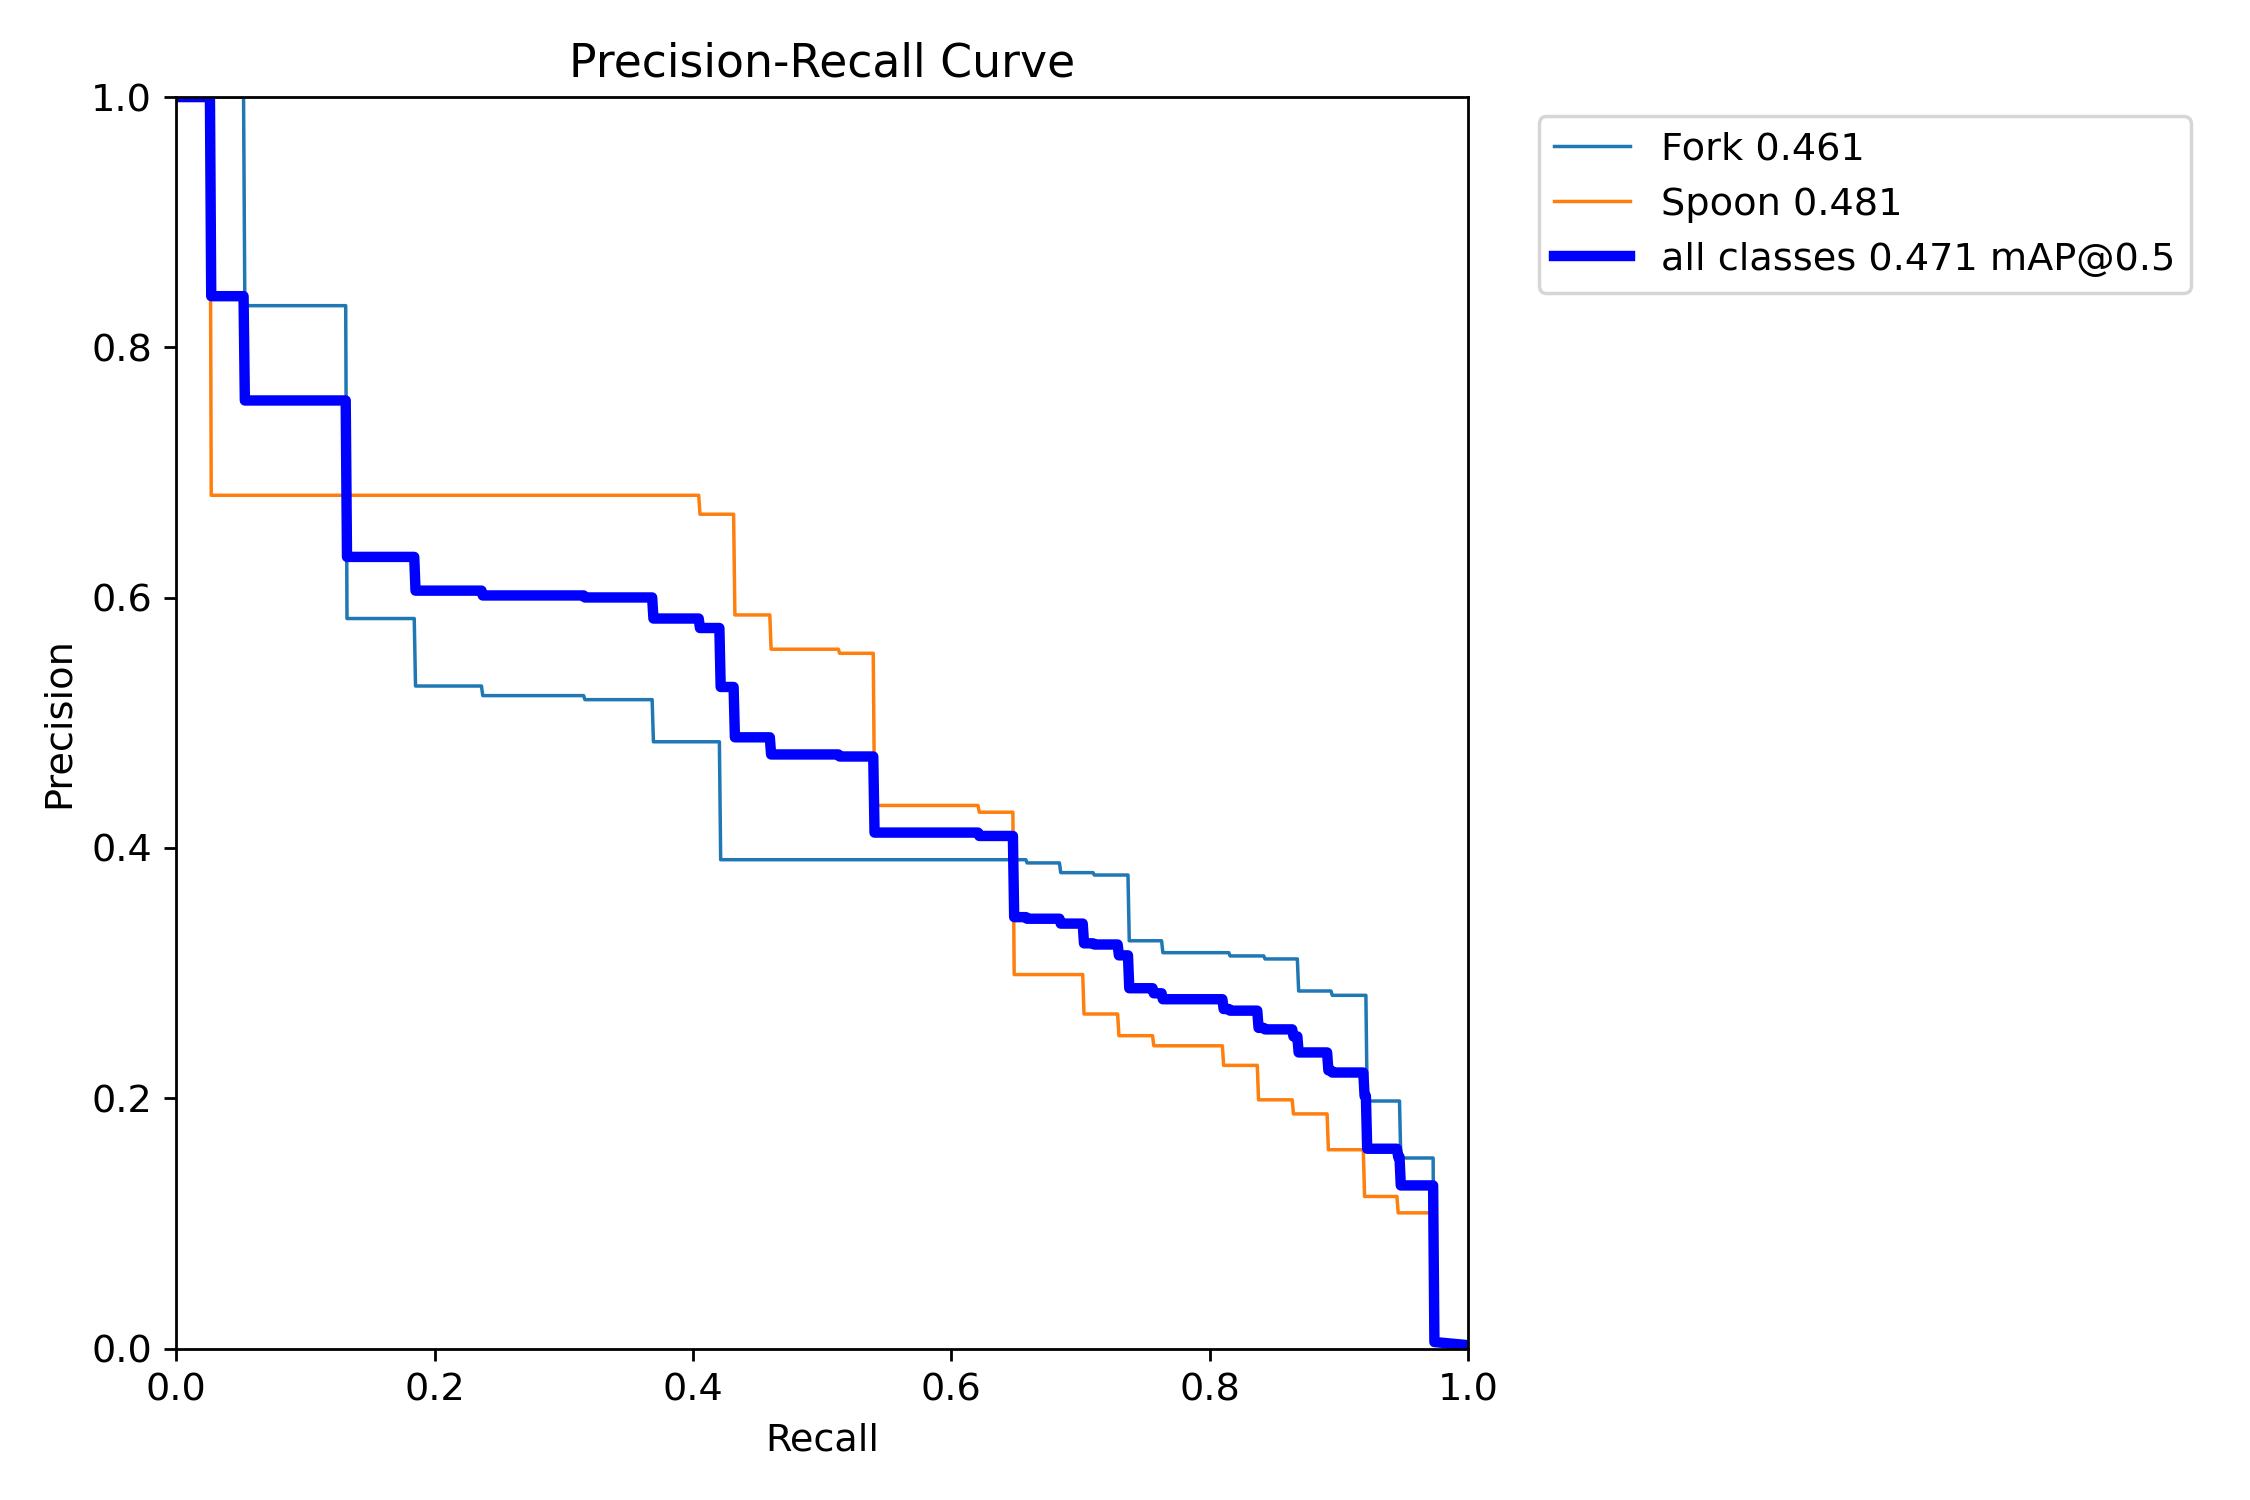 Precision-Recall Curve
Fork 0.461
Spoon 0.481
all classes 0.471 mAP@0.5
Precision
1.0
0.8
0.6
0.4
0.2
0.0
0.0 0.2 0.4 0.6 0.8 1.0
Recall